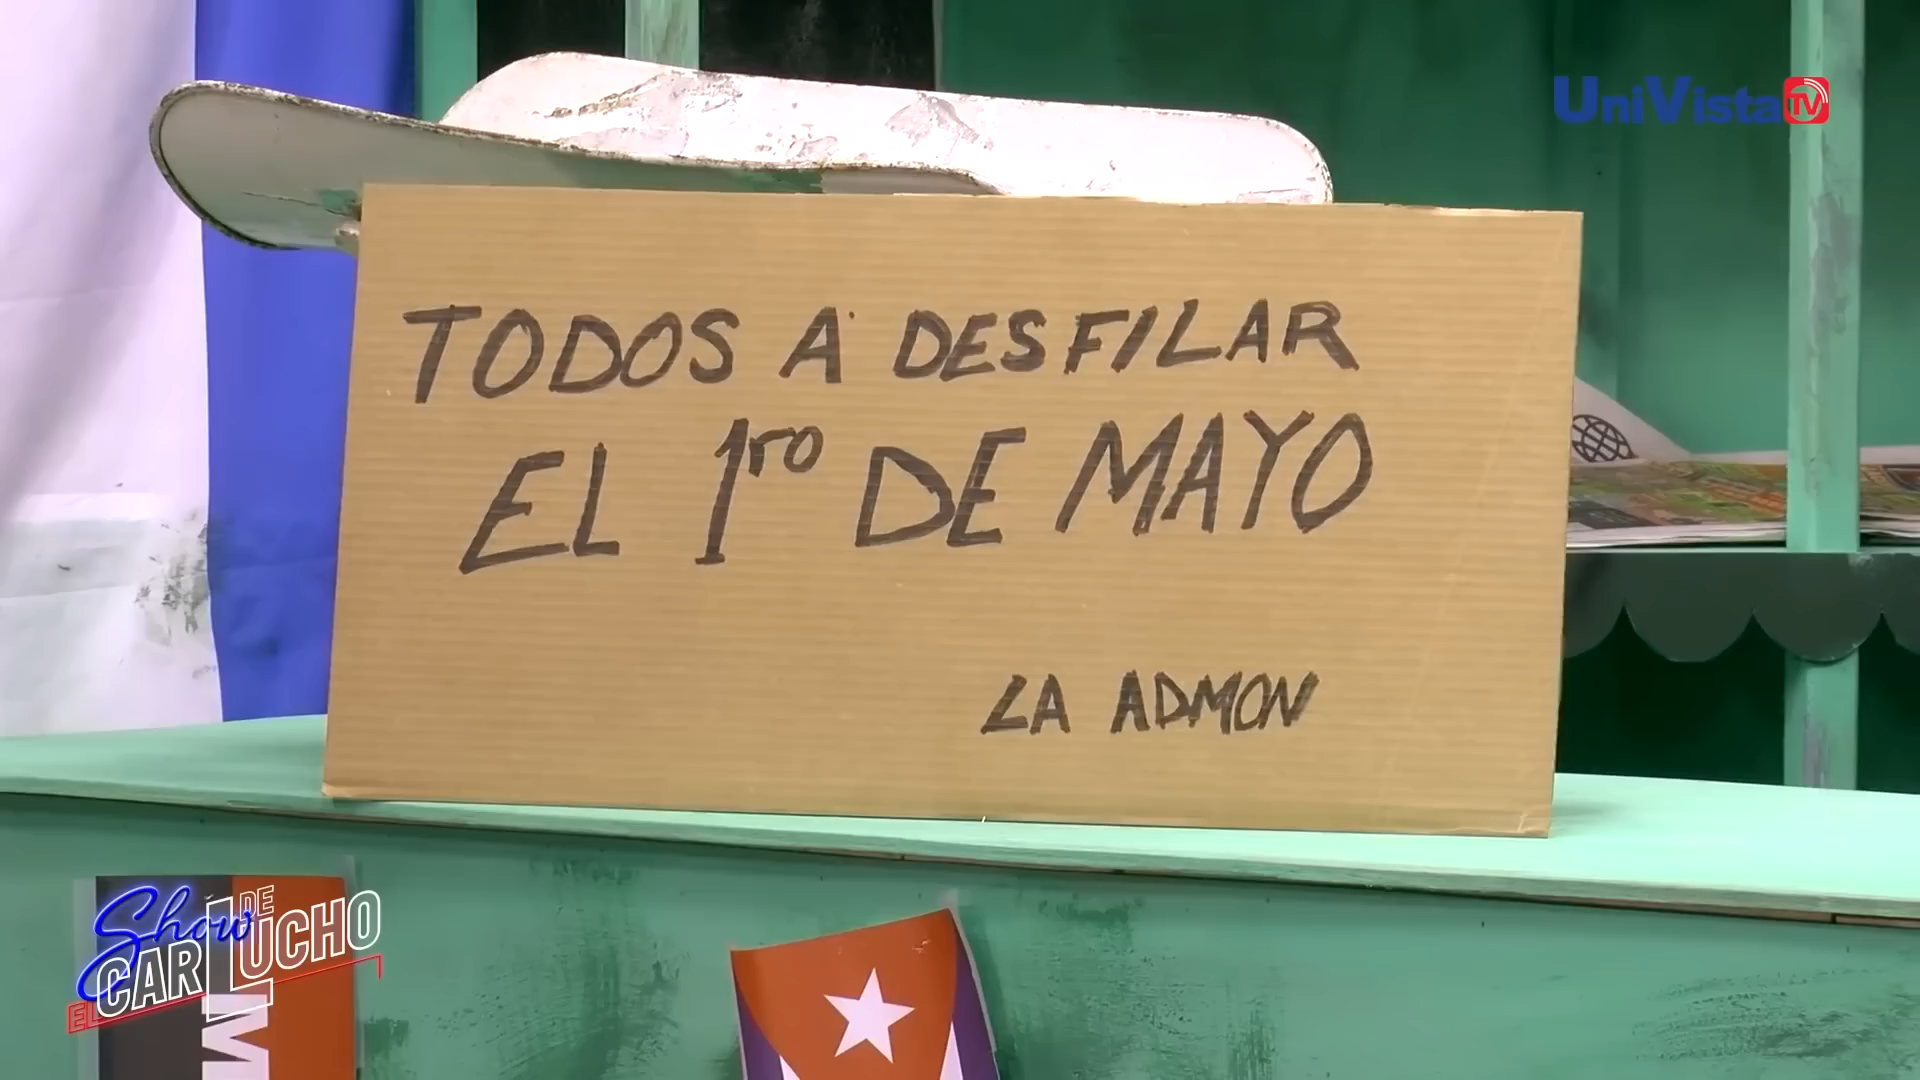 UniVista TV
TODOS A DESFILAR
EL 1ro DE MAYO
LA ADMON
EL Show DE
CARLUCHO
M